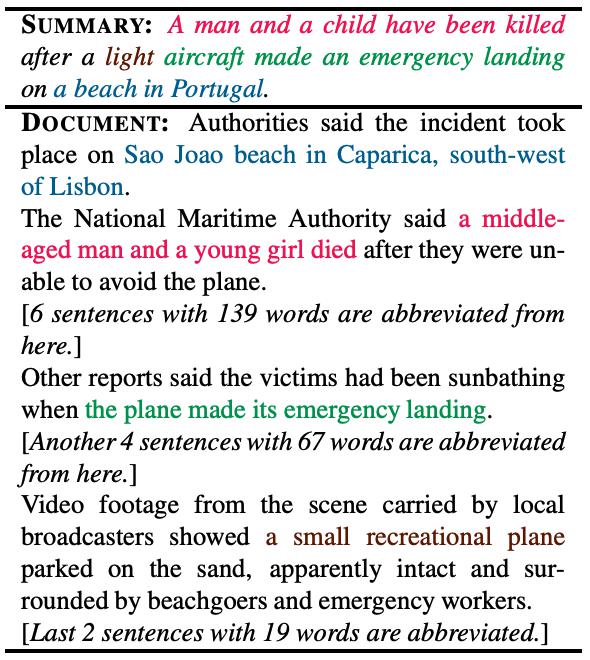 SUMMARY: A man and a child have been killed
after a light aircraft made an emergency landing
on a beach in Portugal.
DOCUMENT: Authorities said the incident took
place on Sao Joao beach in Caparica, south-west
of Lisbon.
The National Maritime Authority said a middle-
aged man and a young girl died after they were un-
able to avoid the plane.
[6 sentences with 139 words are abbreviated from
here.]
Other reports said the victims had been sunbathing
when the plane made its emergency landing.
[Another 4 sentences with 67 words are abbreviated
from here.]
Video footage from the scene carried by local
broadcasters showed a small recreational plane
parked on the sand, apparently intact and sur-
rounded by beachgoers and emergency workers.
[Last 2 sentences with 19 words are abbreviated.]